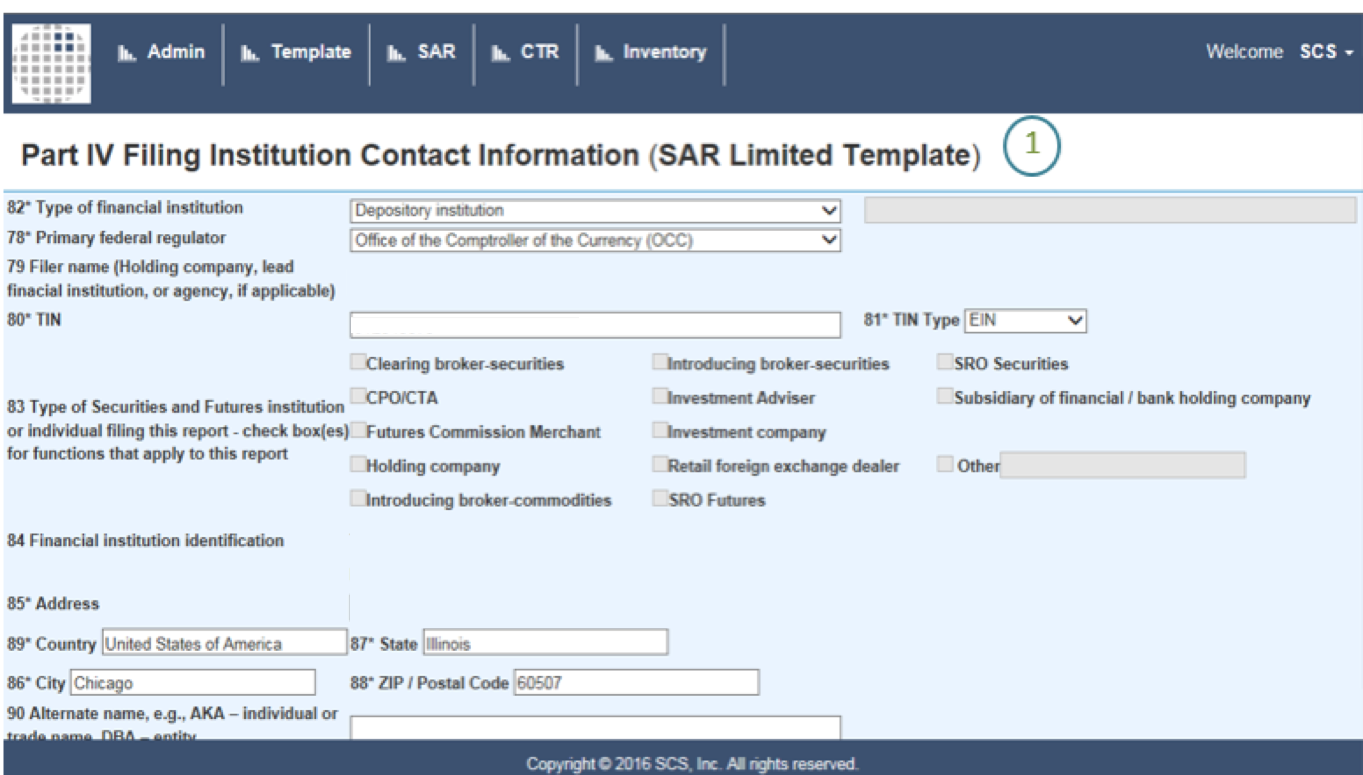 Admin Template SAR CTR Inventory Welcome SCS
Part IV Filing Institution Contact Information (SAR Limited Template) 1
82* Type of financial institution Depository institution
78* Primary federal regulator Office of the Comptroller of the Currency (OCC)
79 Filer name (Holding company, lead
finacial institution, or agency, if applicable)
80* TIN 81* TIN Type EIN
Clearing broker-securities Introducing broker-securities SRO Securities
CPO/CTA Investment Adviser Subsidiary of financial / bank holding company
83 Type of Securities and Futures institution
or individual filing this report - check box(es) Futures Commission Merchant Investment company
for functions that apply to this report
Holding company Retail foreign exchange dealer Other
Introducing broker-commodities SRO Futures
84 Financial institution identification
85* Address
89* Country United States of America 87* State Illinois
86* City Chicago 88* ZIP / Postal Code 60507
90 Alternate name, e.g., AKA – individual or
trade name, DBA – entity
Copyright © 2016 SCS, Inc. All rights reserved.